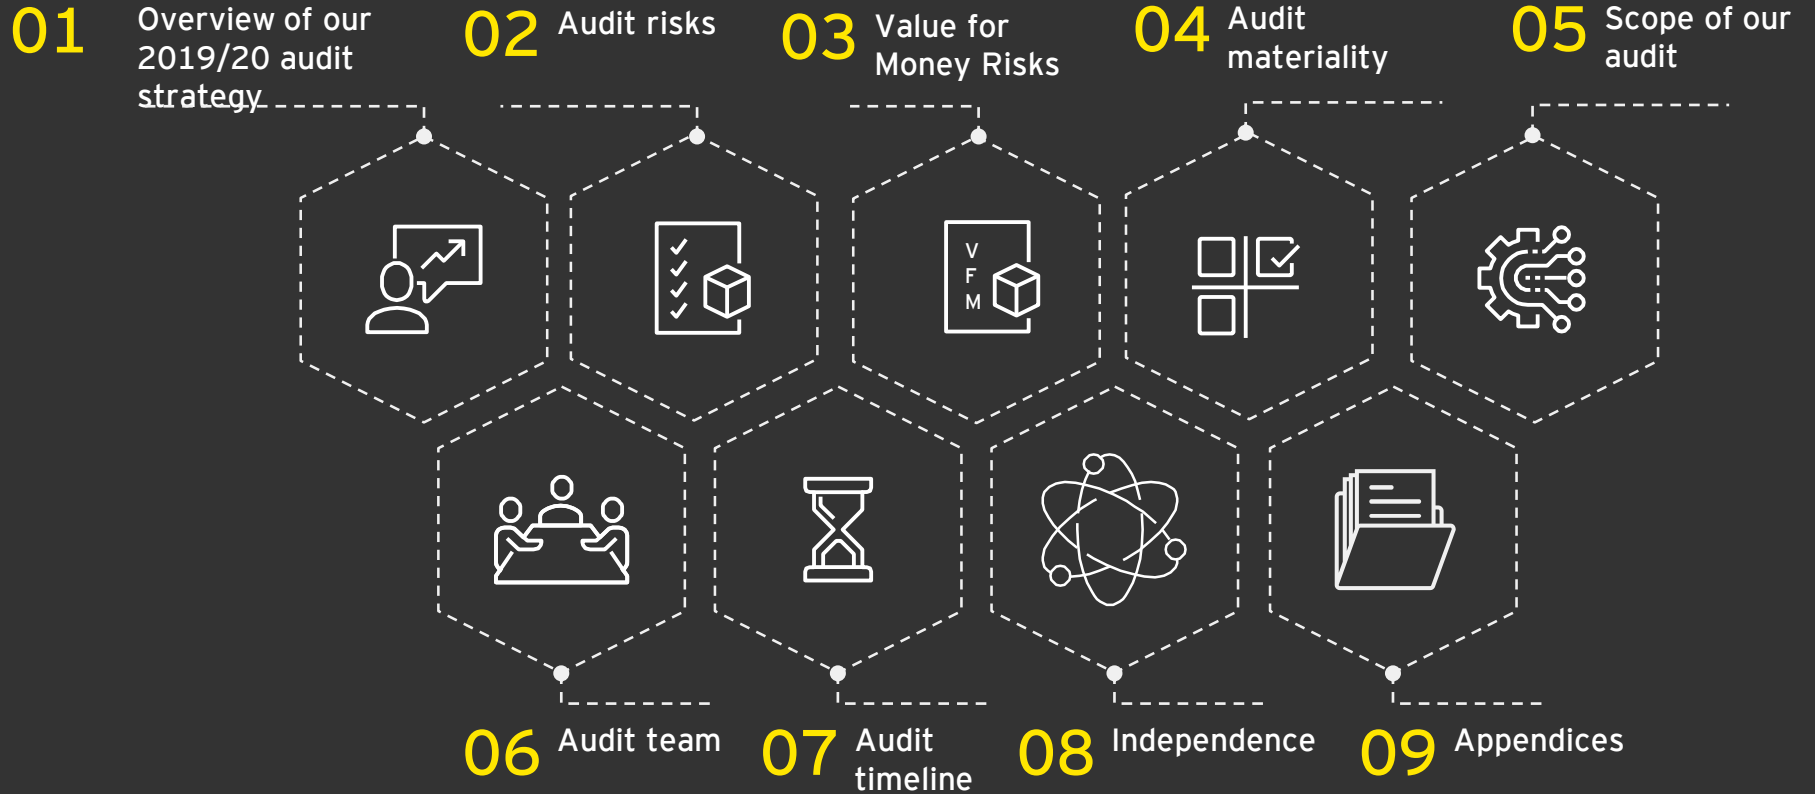 01 Overview of our
2019/20 audit
strategy
02 Audit risks
03 Value for
Money Risks
04 Audit
materiality
05 Scope of our
audit
V
F
M
06 Audit team
07 Audit
timeline
08 Independence
09 Appendices